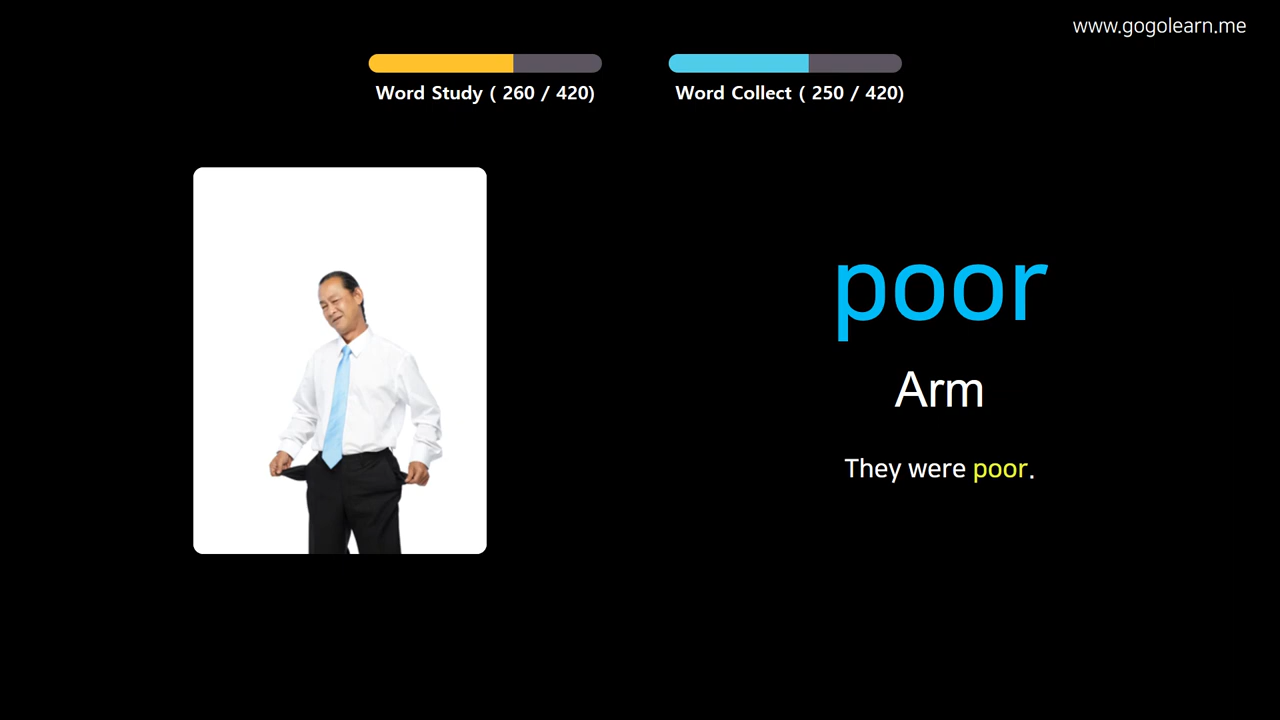 www.gogolearn.me
Word Study ( 260 / 420)
Word Collect ( 250 / 420)
poor
Arm
They were poor.